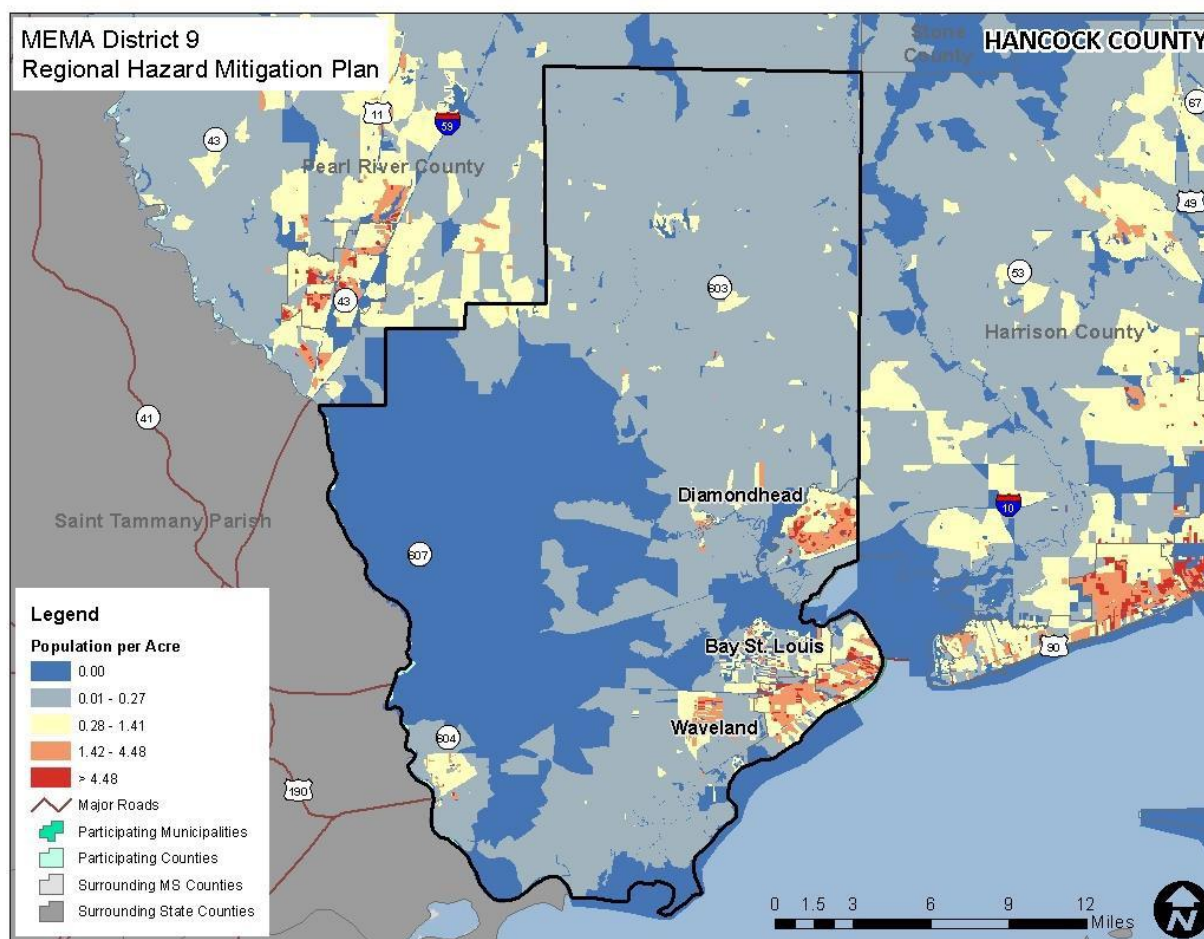 MEMA District 9
Regional Hazard Mitigation Plan
HANCOCK COUNTY
Stone
County
67
11
59
43
Pearl River County
49
53
603
43
Harrison County
41
Diamondhead
10
Saint Tammany Parish
607
Bay St. Louis
90
Waveland
604
190
Legend
Population per Acre
0.00
0.01 - 0.27
0.28 - 1.41
1.42 - 4.48
> 4.48
Major Roads
Participating Municipalities
Participating Counties
Surrounding MS Counties
Surrounding State Counties
0 1.5 3 6 9 12
Miles
N